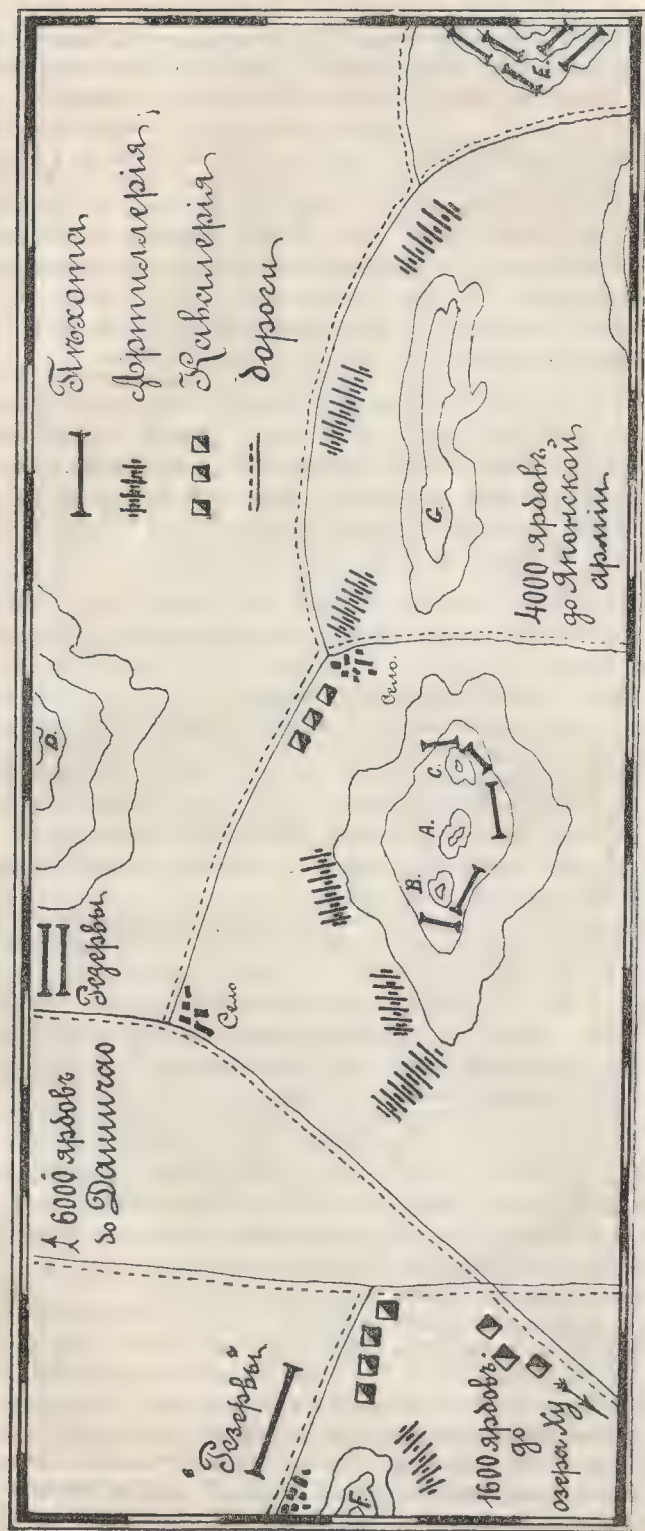 6000 ярдовъ
до Дашичао
Резервы
D.
Пѣхота
Артиллерія
Кавалерія
дороги
E.
"Резервы"
Село
Село.
F.
B.
A.
C.
G.
1600 ярдовъ
до
озера Ху
4000 ярдовъ
до Японской
арміи